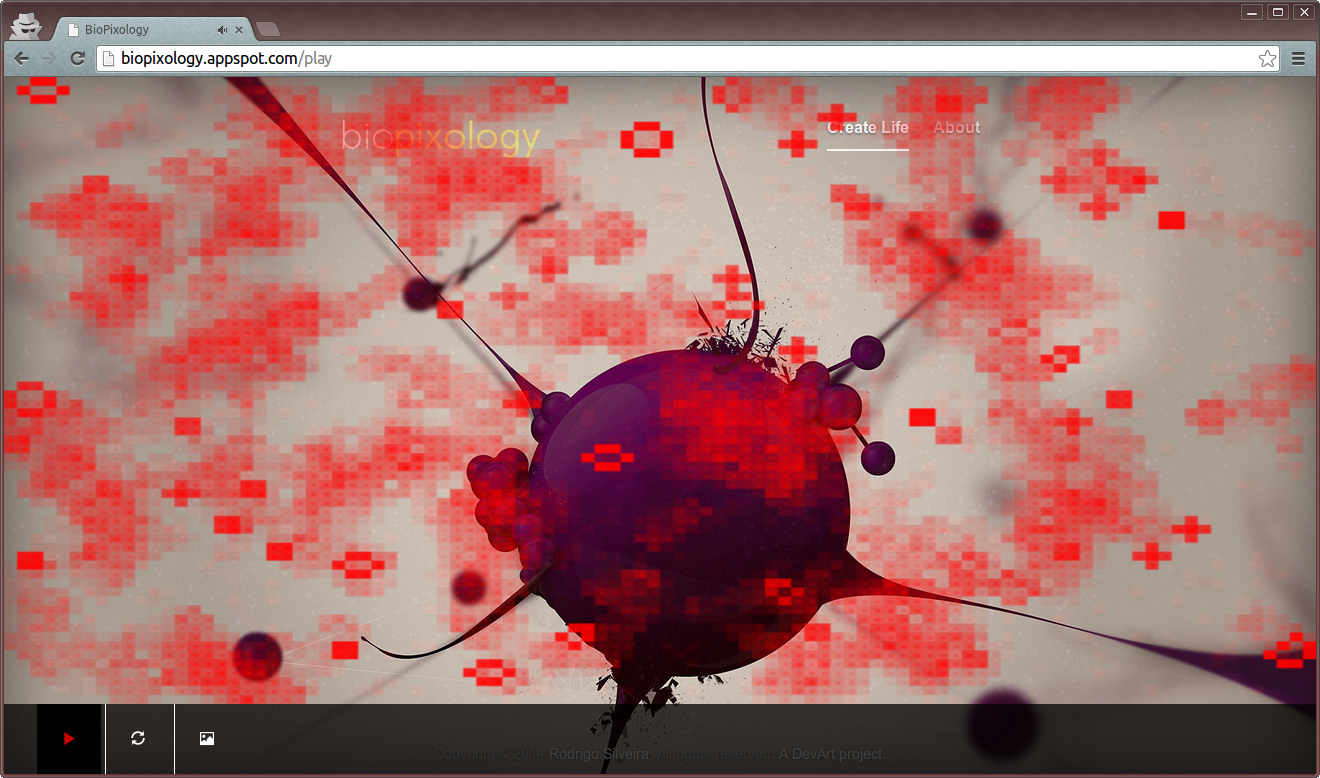 BioPixology
biopixology.appspot.com/play
biopixology
Create Life
About
Copyright © 2014 Rodrigo Silveira. All rights reserved. A DevArt project